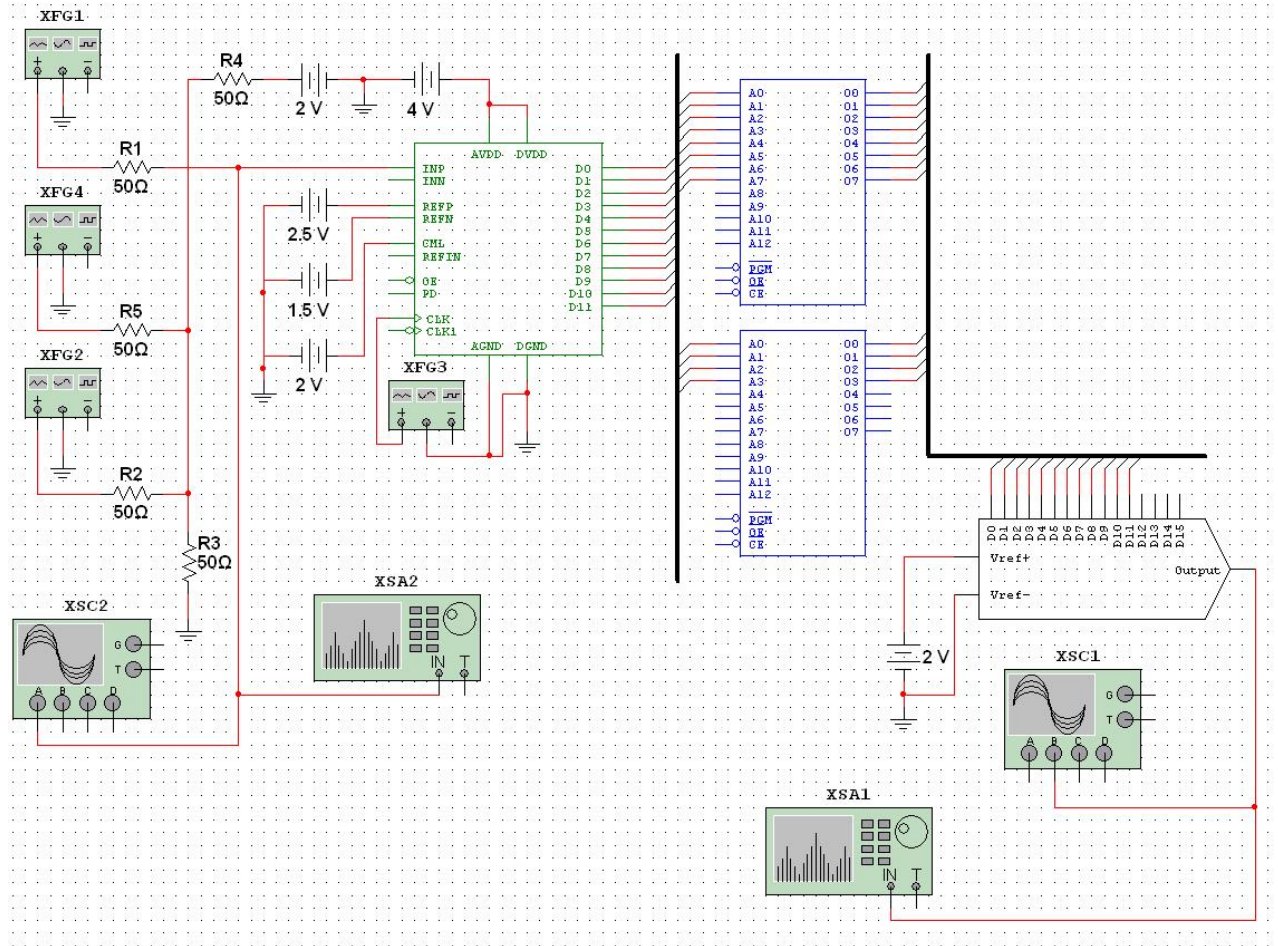 XFG1
R4
50Ω
2 V
4 V
R1
50Ω
XFG4
R5
50Ω
XFG2
R2
50Ω
R3
50Ω
2.5 V
1.5 V
2 V
AVDD DVDD
INP
INN
REFP
REFN
CML
REFIN
OE
PD
CLK
CLK1
AGND DGND
D0
D1
D2
D3
D4
D5
D6
D7
D8
D9
D10
D11
XFG3
A0 O0
A1 O1
A2 O2
A3 O3
A4 O4
A5 O5
A6 O6
A7 O7
A8
A9
A10
A11
A12
PGM
OE
CE
A0 O0
A1 O1
A2 O2
A3 O3
A4 O4
A5 O5
A6 O6
A7 O7
A8
A9
A10
A11
A12
PGM
OE
CE
D0 D1 D2 D3 D4 D5 D6 D7 D8 D9 D10 D11 D12 D13 D14 D15
Vref+
Output
Vref-
2 V
XSC2
G
T
A B C D
XSA2
IN T
XSC1
G
T
A B C D
XSA1
IN T